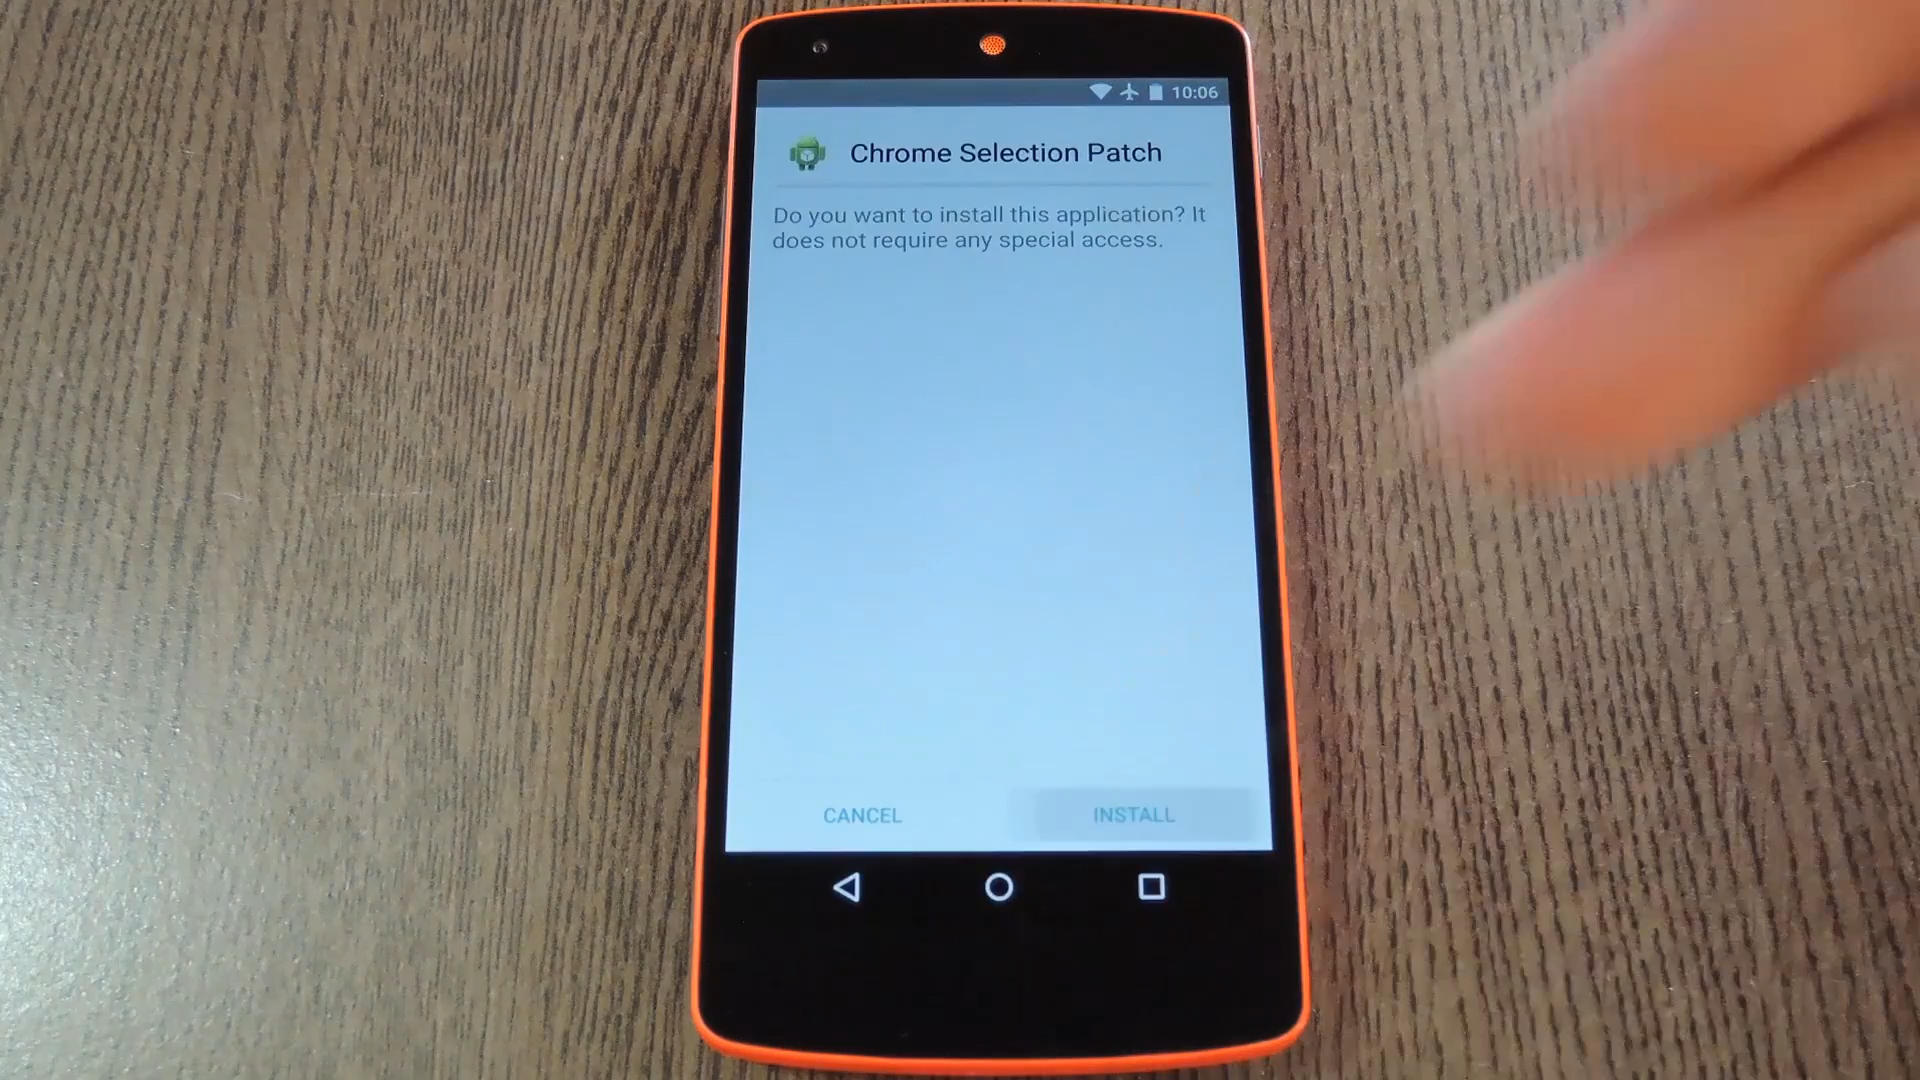 10:06
Chrome Selection Patch
Do you want to install this application? It
does not require any special access.
CANCEL
INSTALL